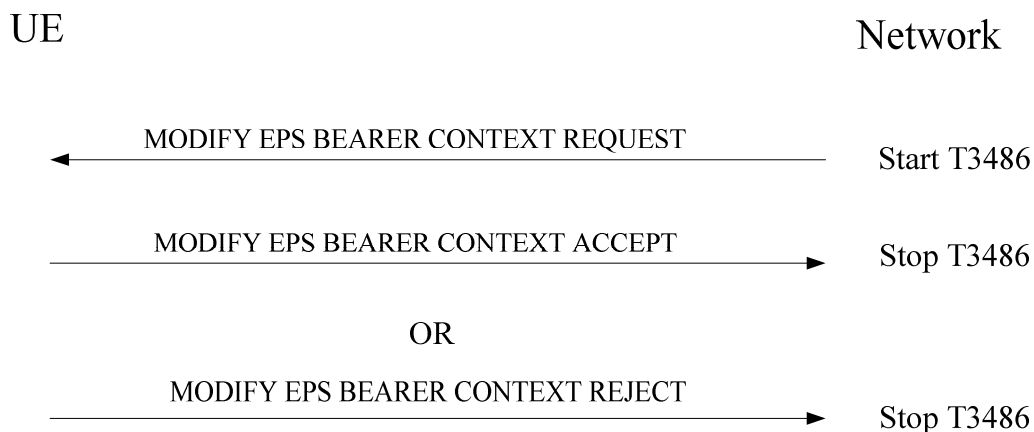 UE
Network
MODIFY EPS BEARER CONTEXT REQUEST
Start T3486
MODIFY EPS BEARER CONTEXT ACCEPT
Stop T3486
OR
MODIFY EPS BEARER CONTEXT REJECT
Stop T3486